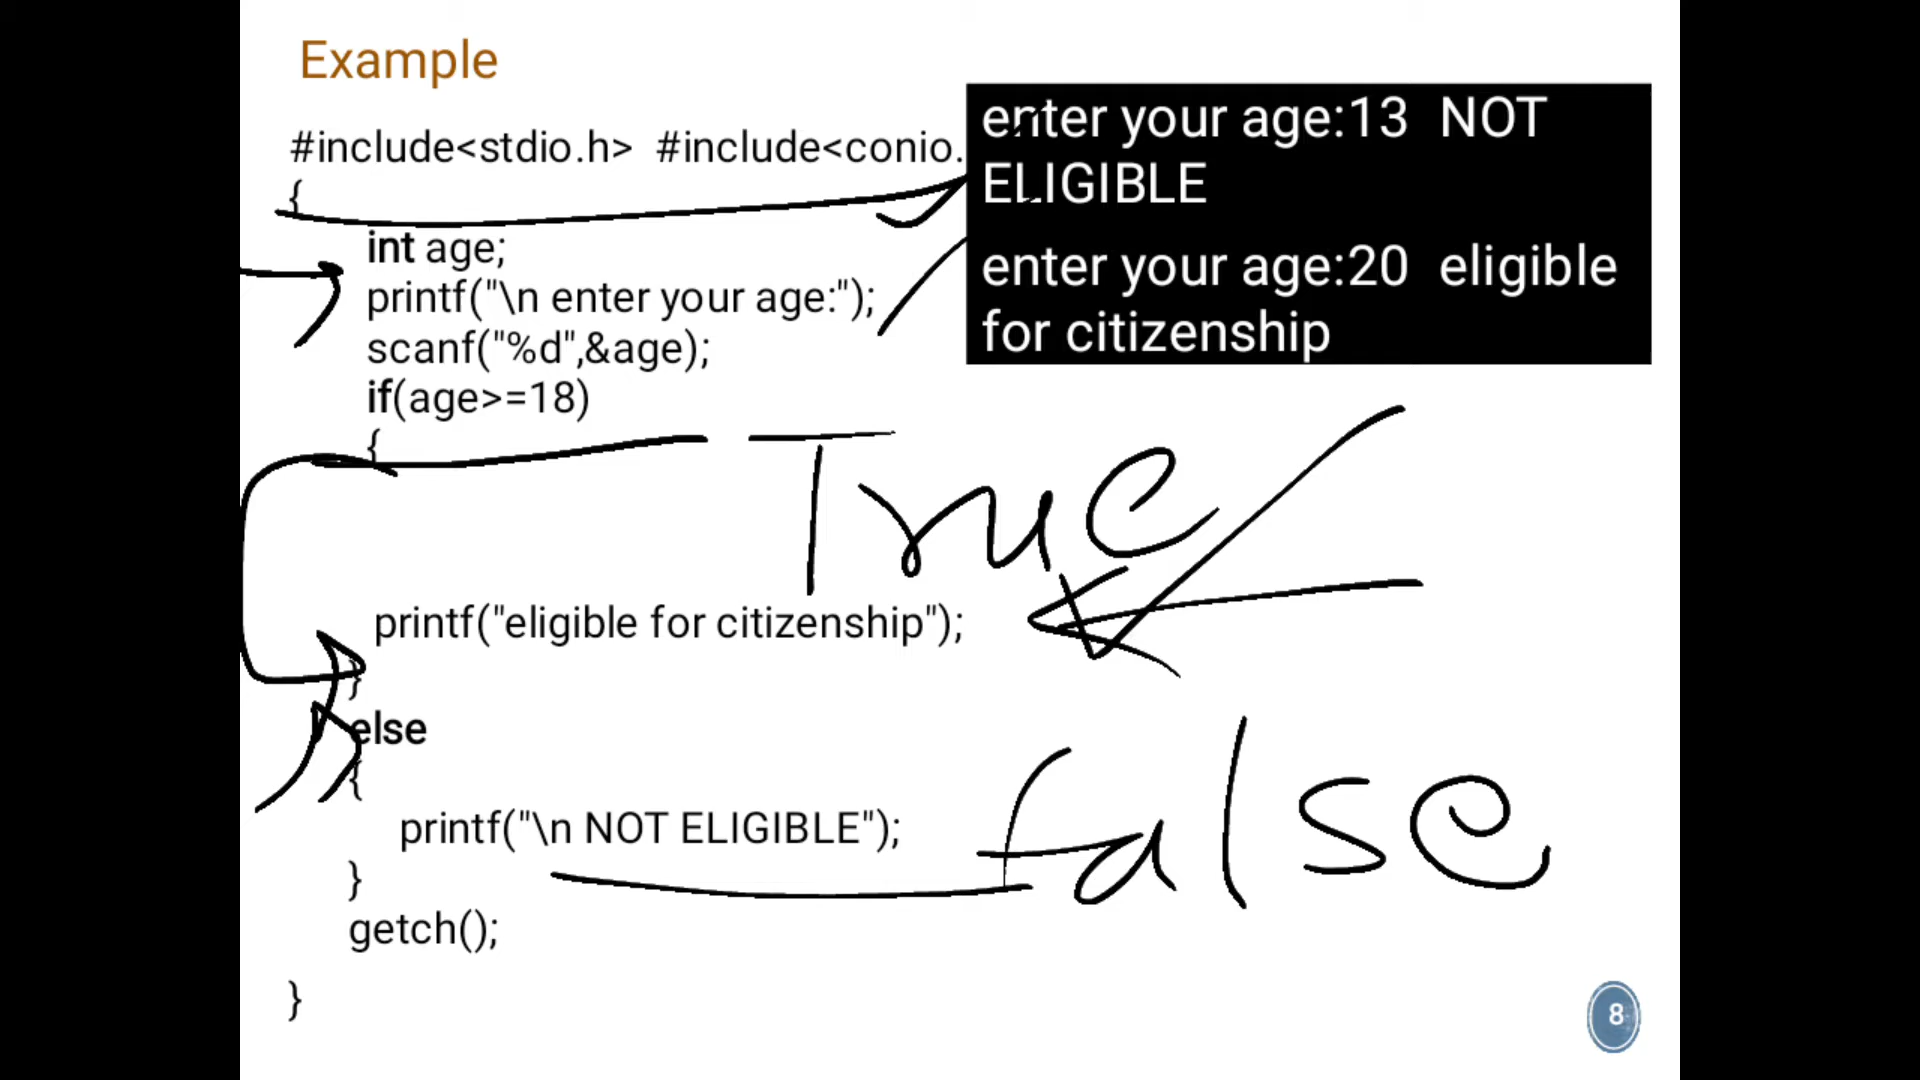 Example
#include<stdio.h> #include<conio.
{
int age;
printf("\n enter your age:");
scanf("%d",&age);
if(age>=18)
{
printf("eligible for citizenship");
}
else
{
printf("\n NOT ELIGIBLE");
}
getch();
}
enter your age:13 NOT
ELIGIBLE
enter your age:20 eligible
for citizenship
True
false
8